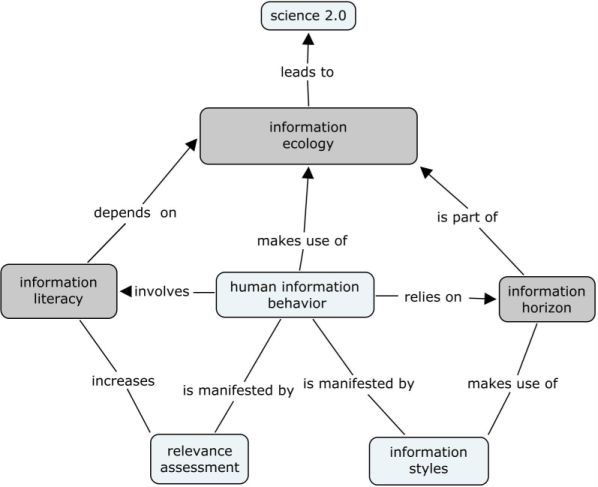 science 2.0
leads to
information
ecology
depends on
is part of
makes use of
information
literacy
involves
human information
behavior
relies on
information
horizon
increases
is manifested by
is manifested by
makes use of
relevance
assessment
information
styles